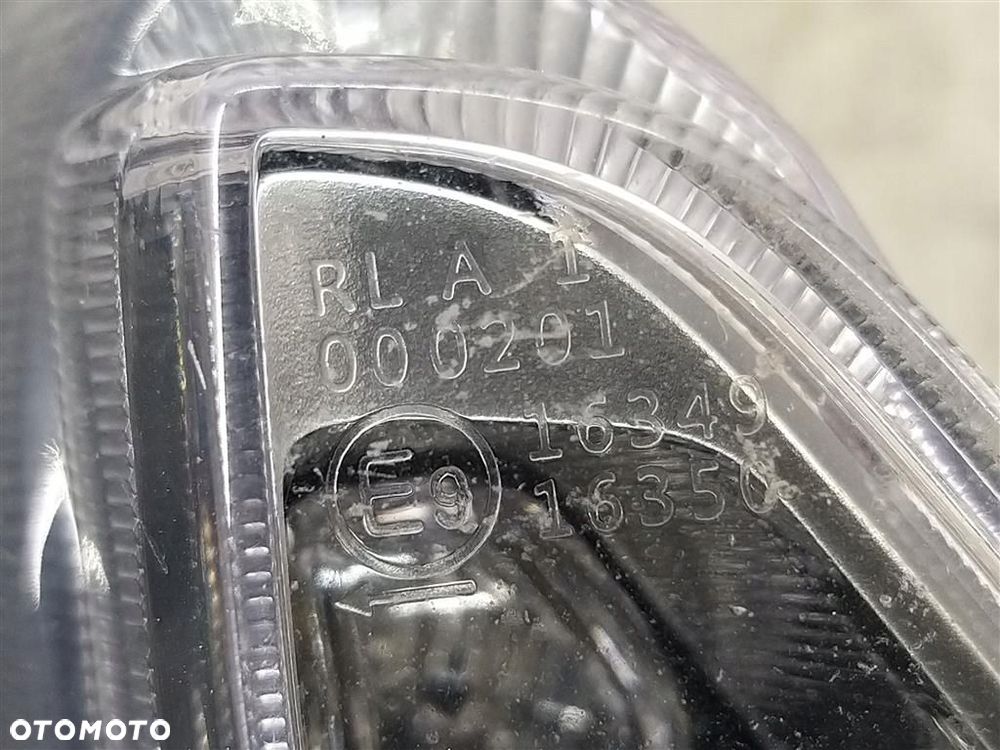 RL A 1
000201
16349
E9 16350
OTOMOTO